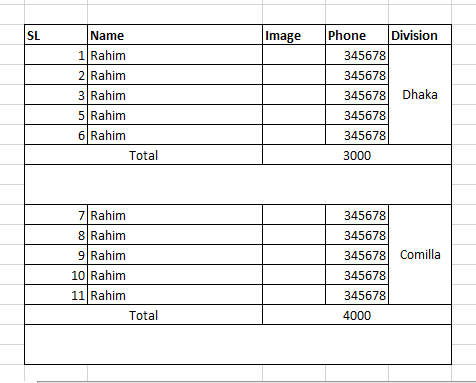 SL Name Image Phone Division
1 Rahim 345678
2 Rahim 345678
3 Rahim 345678 Dhaka
5 Rahim 345678
6 Rahim 345678
Total 3000
7 Rahim 345678
8 Rahim 345678
9 Rahim 345678 Comilla
10 Rahim 345678
11 Rahim 345678
Total 4000